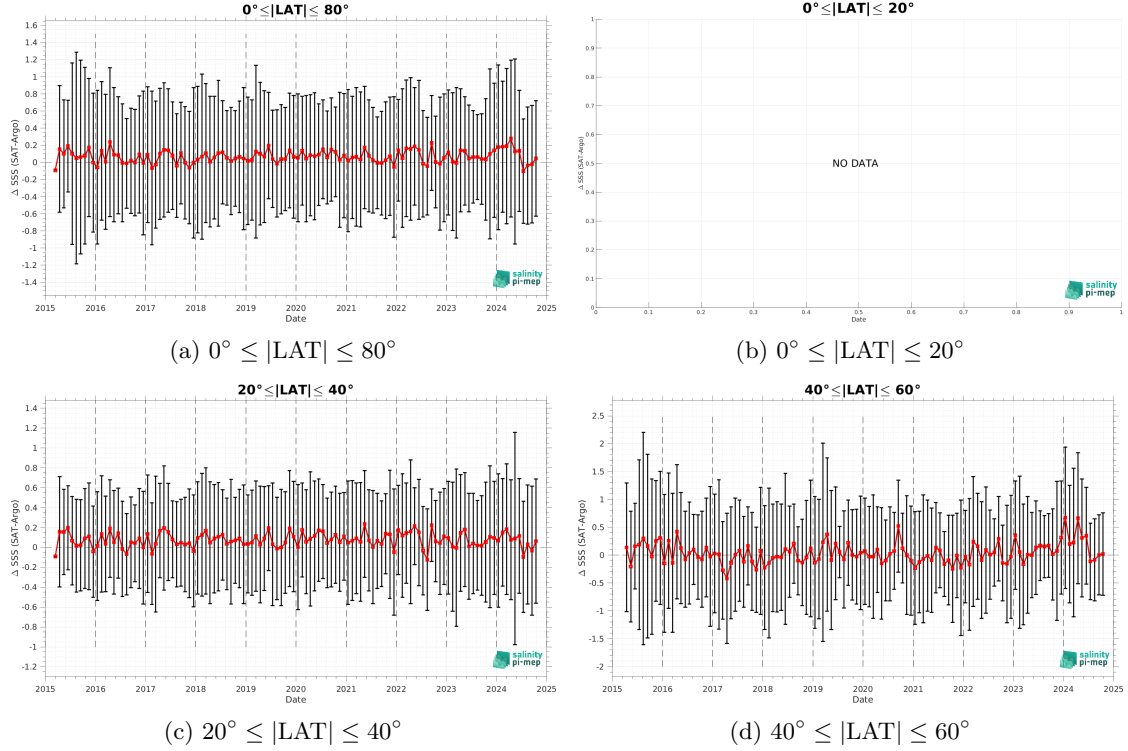 0°≤|LAT|≤ 80°
1.6
1.4
1.2
1
0.8
0.6
0.4
0.2
0
-0.2
-0.4
-0.6
-0.8
-1
-1.2
-1.4
Δ SSS (SAT-Argo)
2015 2016 2017 2018 2019 2020 2021 2022 2023 2024 2025
Date
salinity
pi-mep
(a) 0° ≤ |LAT| ≤ 80°
0°≤|LAT|≤ 20°
1
0.9
0.8
0.7
0.6
0.5
0.4
0.3
0.2
0.1
0
Δ SSS (SAT-Argo)
NO DATA
0 0.1 0.2 0.3 0.4 0.5 0.6 0.7 0.8 0.9 1
Date
salinity
pi-mep
(b) 0° ≤ |LAT| ≤ 20°
20°≤|LAT|≤ 40°
1.4
1.2
1
0.8
0.6
0.4
0.2
0
-0.2
-0.4
-0.6
-0.8
-1
-1.2
Δ SSS (SAT-Argo)
2015 2016 2017 2018 2019 2020 2021 2022 2023 2024 2025
Date
salinity
pi-mep
(c) 20° ≤ |LAT| ≤ 40°
40°≤|LAT|≤ 60°
2.5
2
1.5
1
0.5
0
-0.5
-1
-1.5
-2
Δ SSS (SAT-Argo)
2015 2016 2017 2018 2019 2020 2021 2022 2023 2024 2025
Date
salinity
pi-mep
(d) 40° ≤ |LAT| ≤ 60°